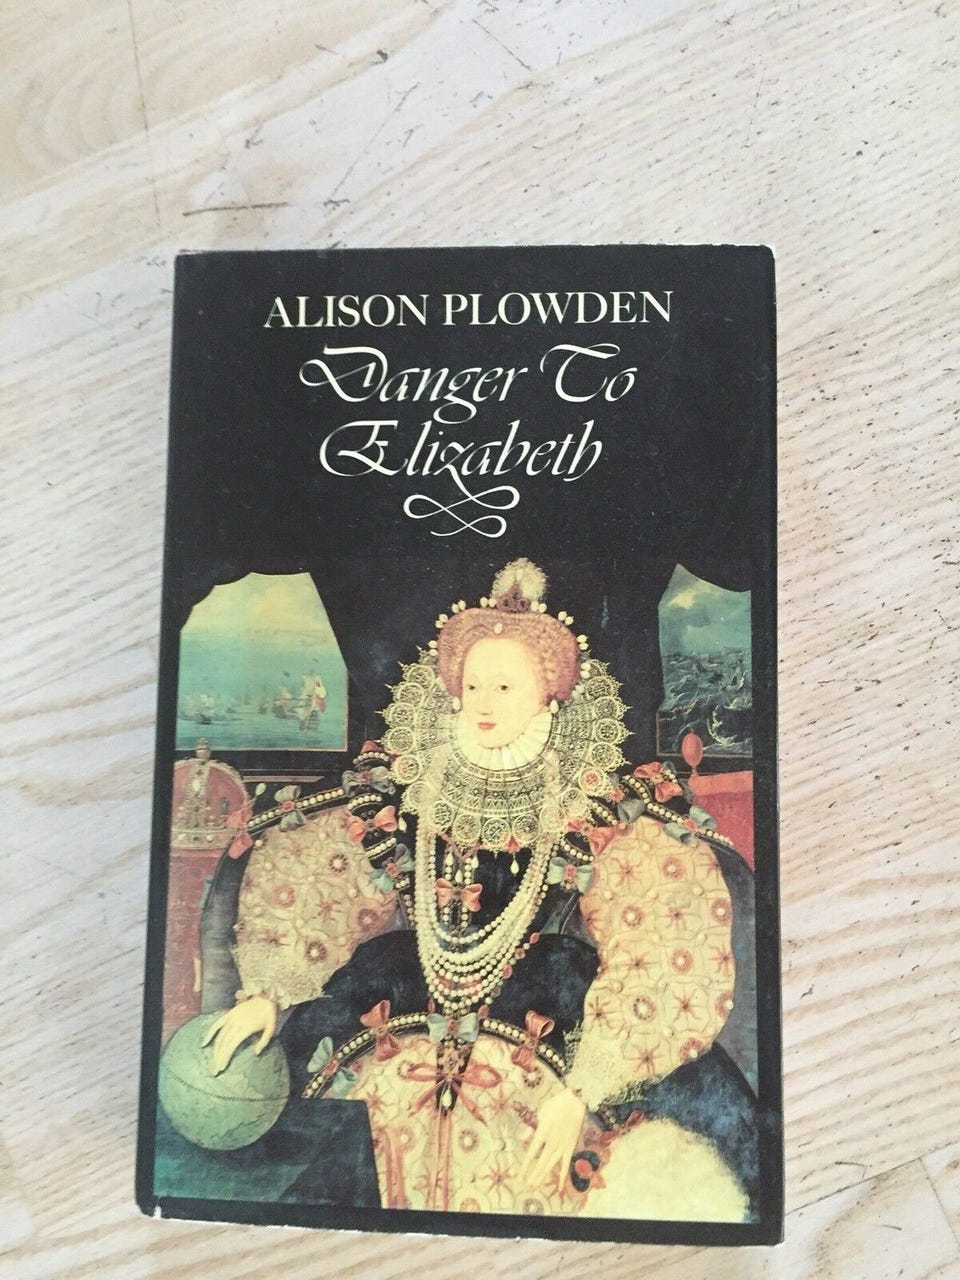 ALISON PLOWDEN
Danger To
Elizabeth